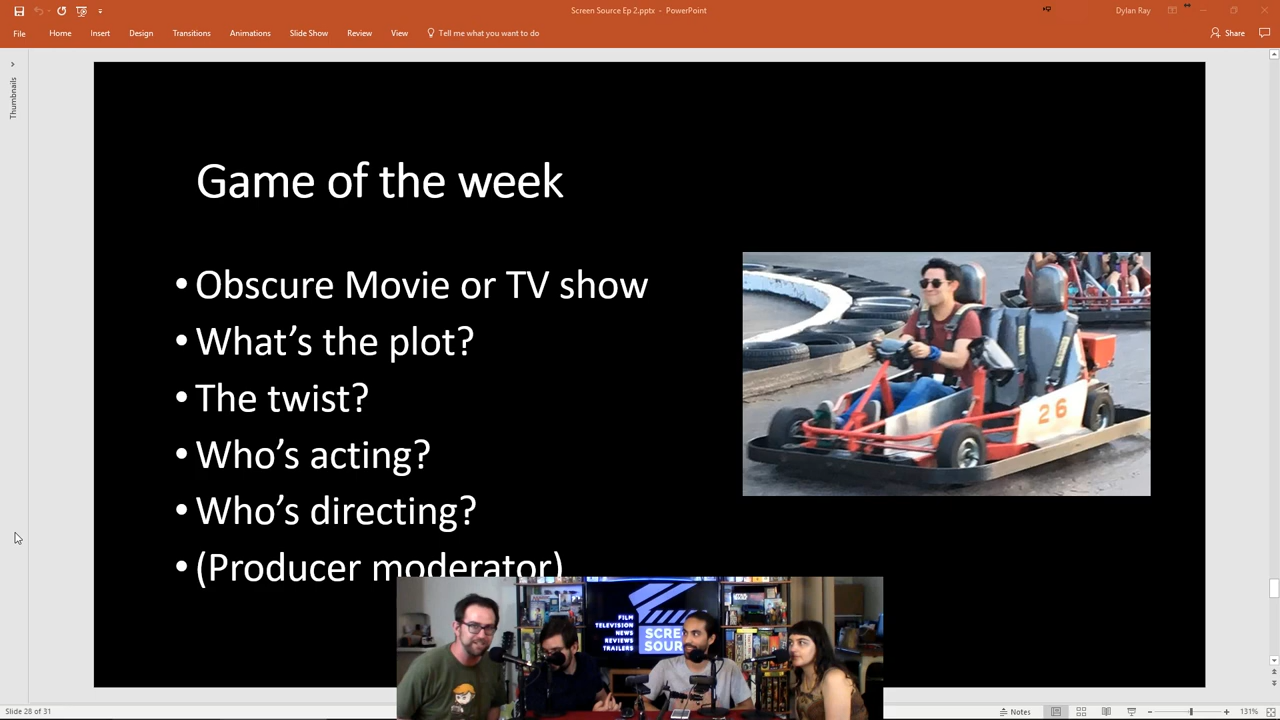 Screen Source Ep 2.pptx - PowerPoint
Dylan Ray
File
Home
Insert
Design
Transitions
Animations
Slide Show
Review
View
Tell me what you want to do
Share
Thumbnails
Game of the week
• Obscure Movie or TV show
• What's the plot?
• The twist?
• Who's acting?
• Who's directing?
• (Producer moderator)
26
FILM
TELEVISION
NEWS
REVIEWS
TRAILERS
SCRE
SOUR
Slide 28 of 31
Notes
131%